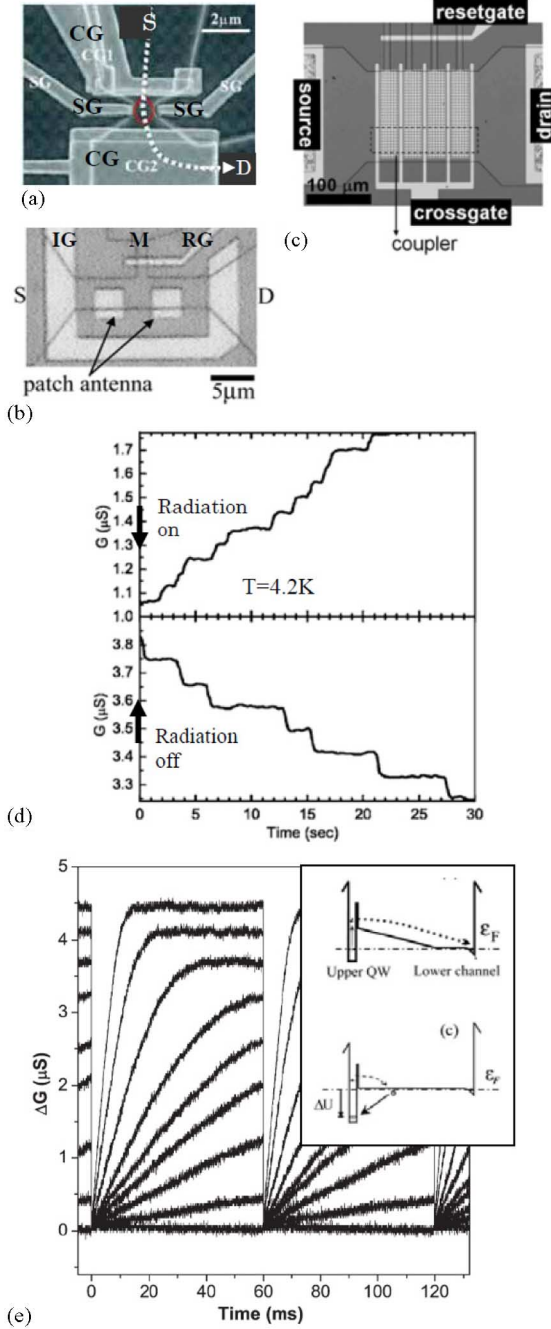 CG
S
2μm
CG1
SG
SG
SG
SG
CG
CG2
D
(a)
resetgate
source
drain
100 μm
crossgate
coupler
(c)
IG M RG
S
D
patch antenna
5μm
(b)
1.7
1.6
1.5
1.4
1.3
1.2
1.1
1.0
G (μS)
Radiation
on
T=4.2K
3.8
3.7
3.6
3.5
3.4
3.3
G (μS)
Radiation
off
0 5 10 15 20 25 30
Time (sec)
(d)
5
4
3
2
1
0
ΔG (μS)
εF
Upper QW Lower channel
(c)
εF
ΔU
0 20 40 60 80 100 120
Time (ms)
(e)